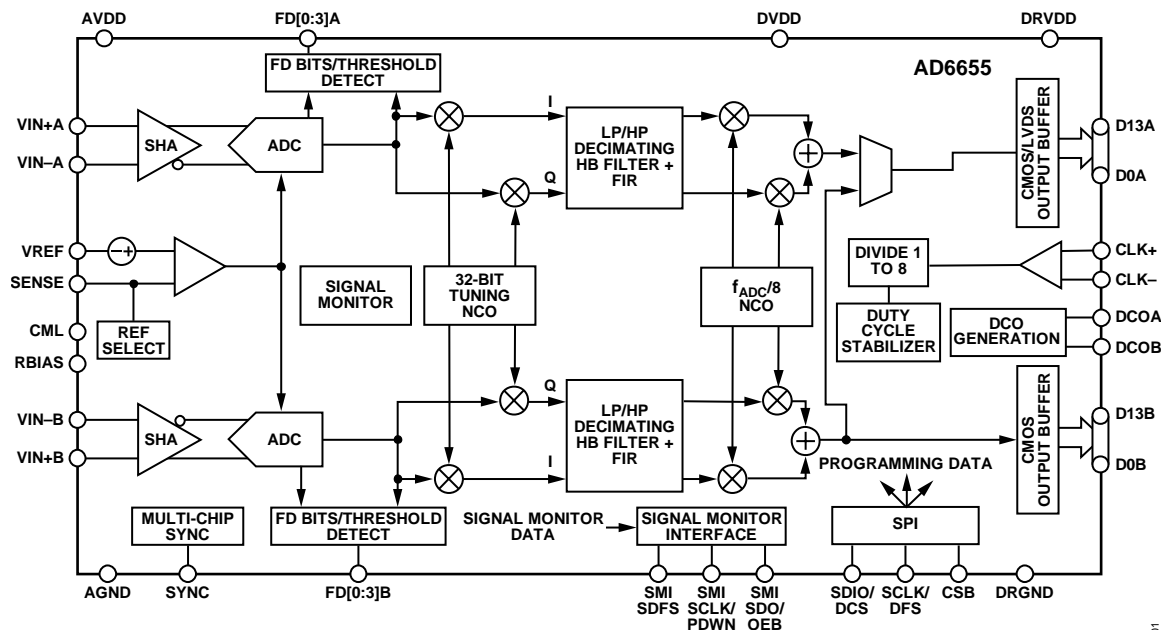 AVDD
FD[0:3]A
DVDD
DRVDD
FD BITS/THRESHOLD
DETECT
AD6655
VIN+A
VIN–A
SHA
ADC
I
Q
LP/HP
DECIMATING
HB FILTER +
FIR
CMOS/LVDS
OUTPUT BUFFER
D13A
D0A
VREF
SENSE
CML
RBIAS
REF
SELECT
SIGNAL
MONITOR
32-BIT
TUNING
NCO
fADC/8
NCO
DIVIDE 1
TO 8
DUTY
CYCLE
STABILIZER
DCO
GENERATION
CLK+
CLK–
DCOA
DCOB
VIN–B
VIN+B
SHA
ADC
Q
I
LP/HP
DECIMATING
HB FILTER +
FIR
CMOS
OUTPUT BUFFER
D13B
D0B
PROGRAMMING DATA
MULTI-CHIP
SYNC
FD BITS/THRESHOLD
DETECT
SIGNAL MONITOR
DATA
SIGNAL MONITOR
INTERFACE
SPI
AGND
SYNC
FD[0:3]B
SMI
SDFS
SMI
SCLK/
PDWN
SMI
SDO/
OEB
SDIO/
DCS
SCLK/
DFS
CSB
DRGND